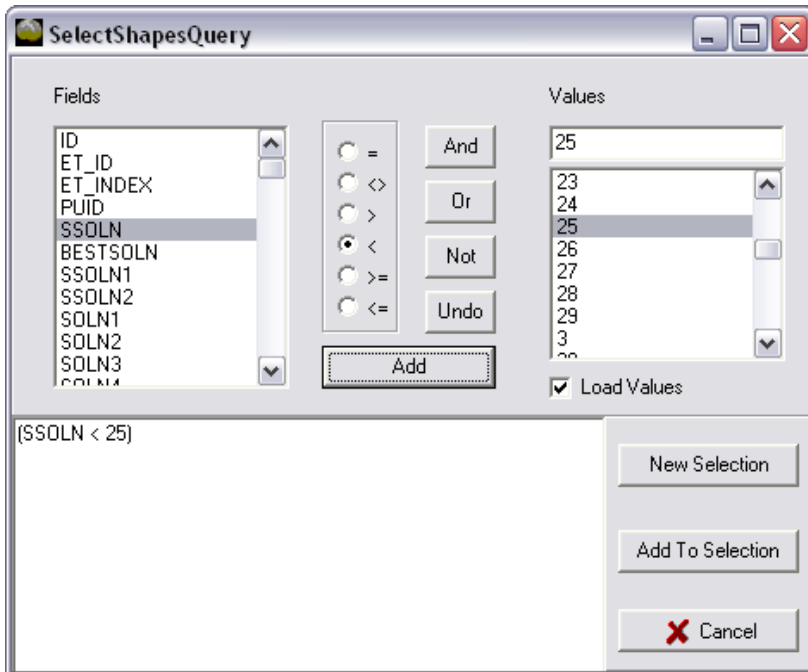 SelectShapesQuery
Fields
ID
ET_ID
ET_INDEX
PUID
SSOLN
BESTSOLN
SSOLN1
SSOLN2
SOLN1
SOLN2
SOLN3
SOLN4
=
<>
>
<
>=
<=
And
Or
Not
Undo
Add
Values
25
23
24
25
26
27
28
29
3
Load Values
(SSOLN < 25)
New Selection
Add To Selection
Cancel